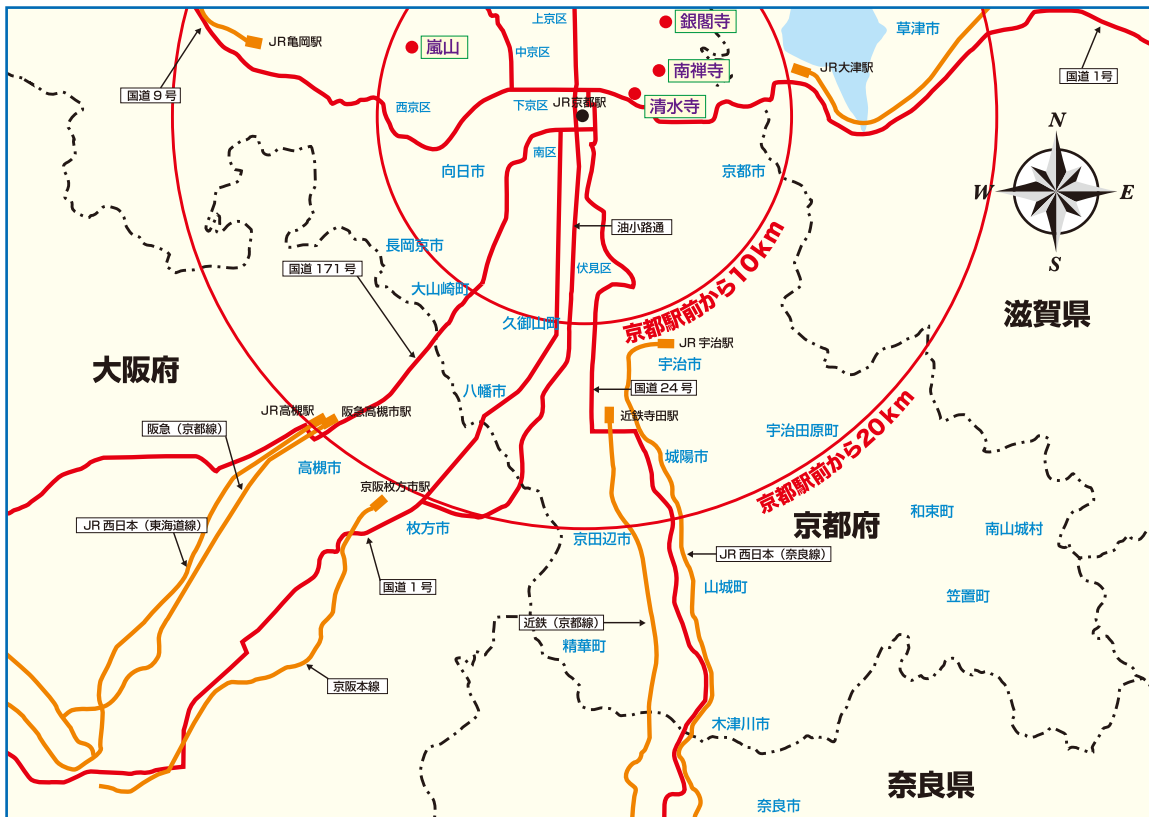 上京区
銀閣寺
草津市
JR亀岡駅
嵐山
中京区
南禅寺
JR大津駅
国道1号
国道9号
西京区
下京区
JR京都駅
清水寺
N
W
E
S
南区
向日市
京都市
油小路通
長岡京市
伏見区
国道171号
大山崎町
京都駅前から10km
久御山町
滋賀県
JR宇治駅
宇治市
大阪府
八幡市
国道24号
JR高槻駅
阪急高槻市駅
近鉄寺田駅
阪急（京都線）
宇治田原町
京都駅前から20km
高槻市
城陽市
京阪枚方市駅
JR西日本（東海道線）
枚方市
京田辺市
京都府
和束町
南山城村
JR西日本（奈良線）
国道1号
山城町
笠置町
近鉄（京都線）
精華町
京阪本線
木津川市
奈良県
奈良市